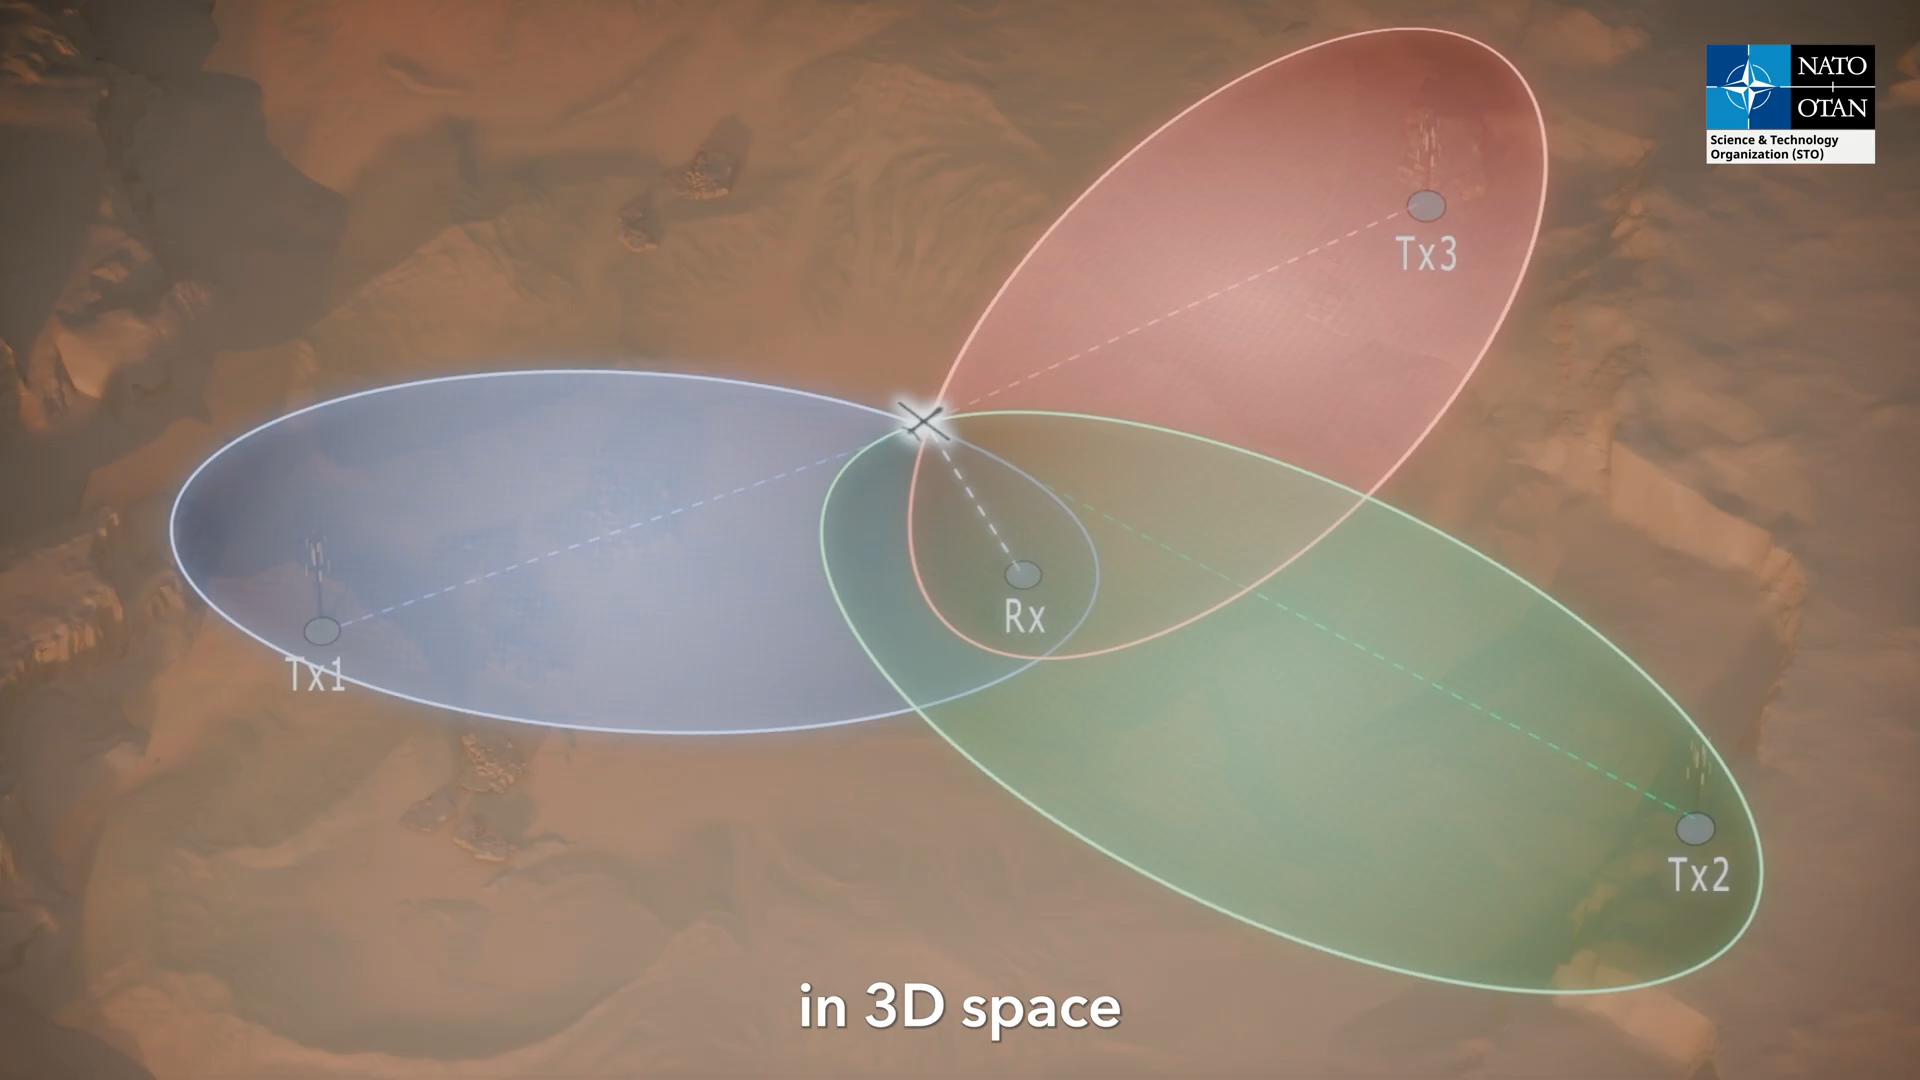 NATO
OTAN
Science & Technology
Organization (STO)
Tx3
Rx
Tx1
Tx2
in 3D space